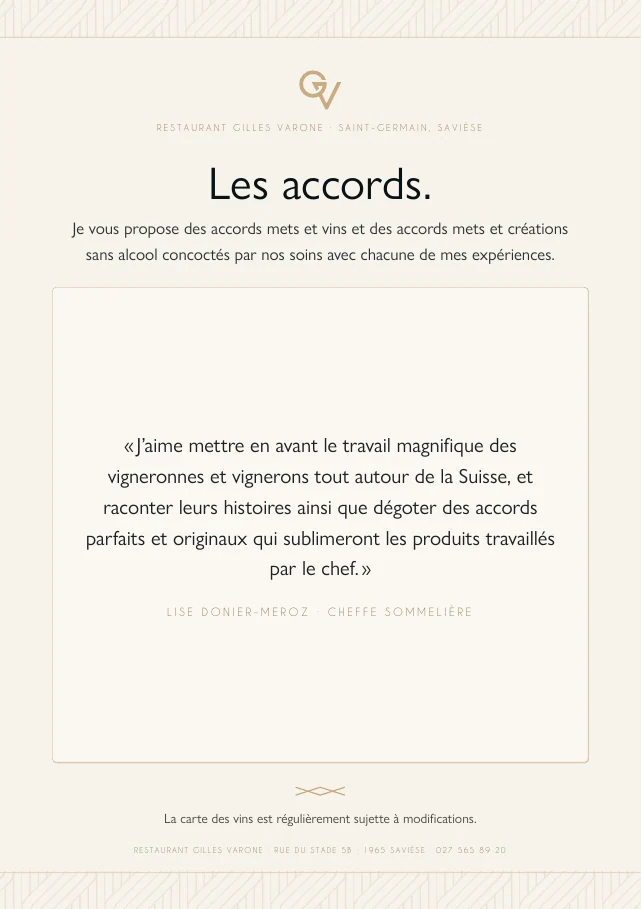 GV
RESTAURANT GILLES VARONE · SAINT-GERMAIN, SAVIÈSE
Les accords.
Je vous propose des accords mets et vins et des accords mets et créations
sans alcool concoctés par nos soins avec chacune de mes expériences.
«J’aime mettre en avant le travail magnifique des
vigneronnes et vignerons tout autour de la Suisse, et
raconter leurs histoires ainsi que dégoter des accords
parfaits et originaux qui sublimeront les produits travaillés
par le chef.»
LISE DONIER-MEROZ · CHEFFE SOMMELIÈRE
La carte des vins est régulièrement sujette à modifications.
RESTAURANT GILLES VARONE · RUE DU STADE 5B · 1965 SAVIÈSE · 027 565 89 20